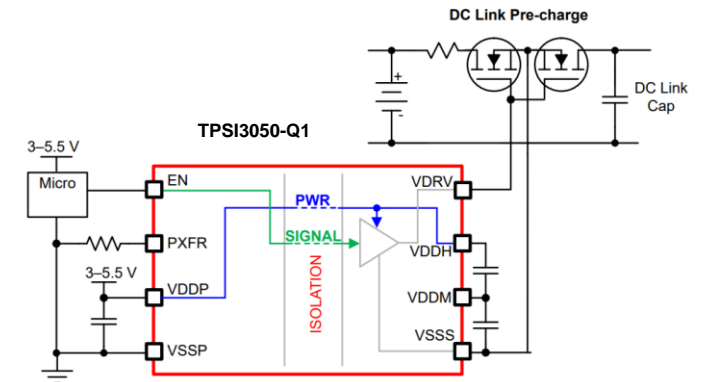 DC Link Pre-charge
+
-
DC Link
Cap
TPSI3050-Q1
3–5.5 V
Micro
EN
PWR
VDRV
SIGNAL
PXFR
VDDH
3–5.5 V
VDDP
ISOLATION
VDDM
VSSP
VSSS